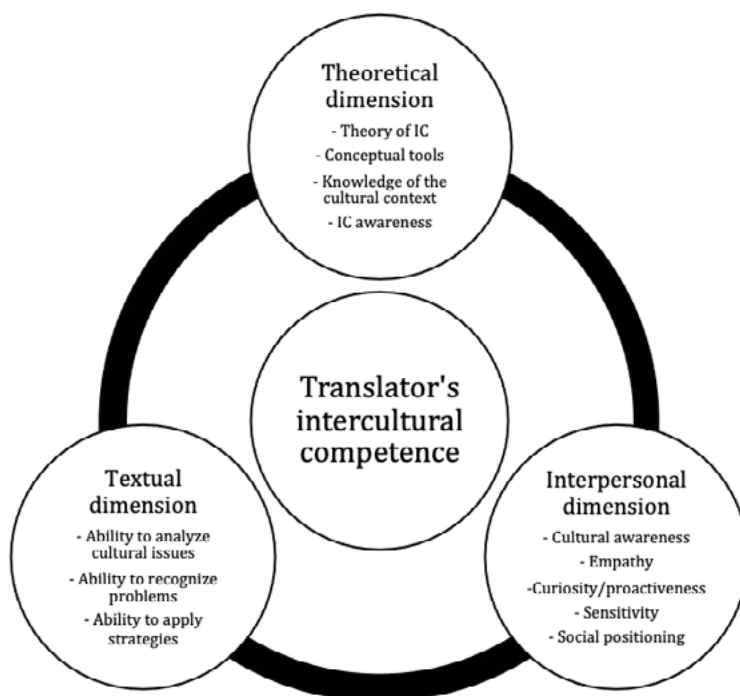 Theoretical
dimension
- Theory of IC
- Conceptual tools
- Knowledge of the
cultural context
- IC awareness
Translator's
intercultural
competence
Textual
dimension
- Ability to analyze
cultural issues
- Ability to recognize
problems
- Ability to apply
strategies
Interpersonal
dimension
- Cultural awareness
- Empathy
-Curiosity/proactiveness
- Sensitivity
- Social positioning